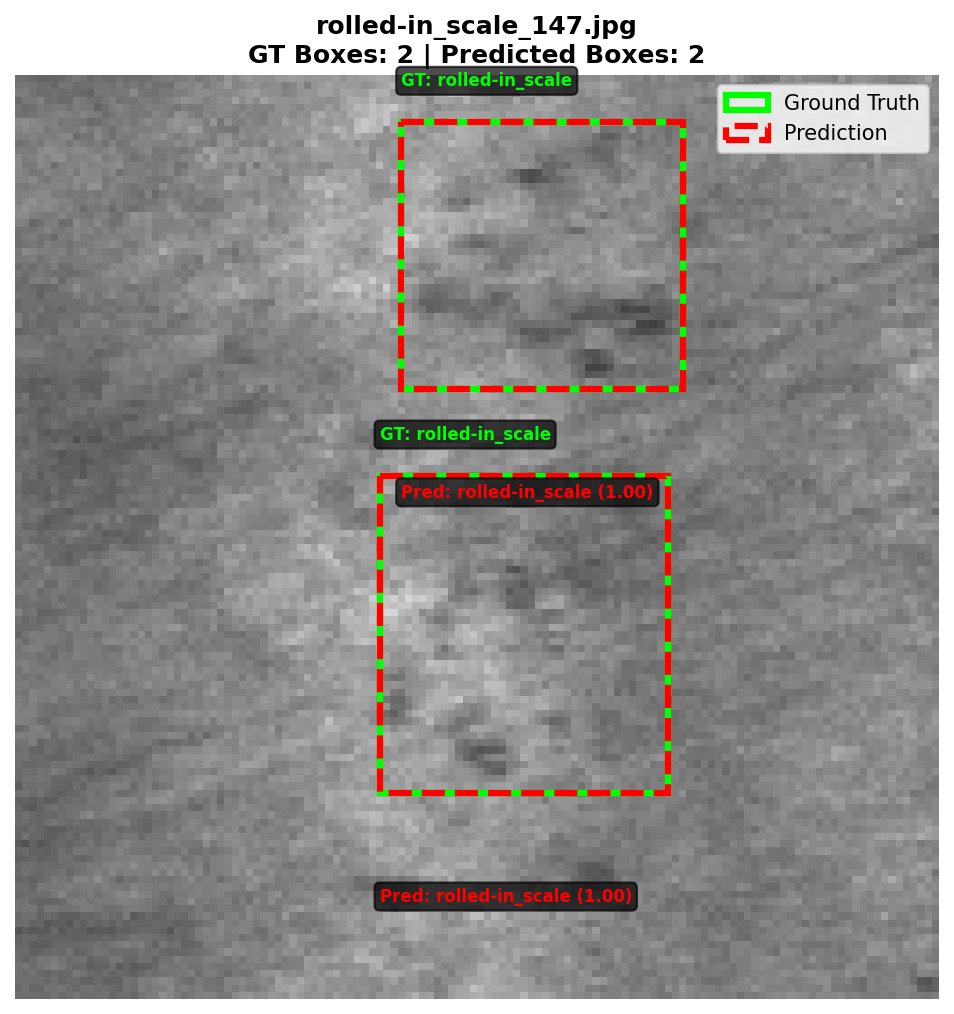 rolled-in_scale_147.jpg
GT Boxes: 2 | Predicted Boxes: 2
GT: rolled-in_scale
Ground Truth
Prediction
GT: rolled-in_scale
Pred: rolled-in_scale (1.00)
Pred: rolled-in_scale (1.00)